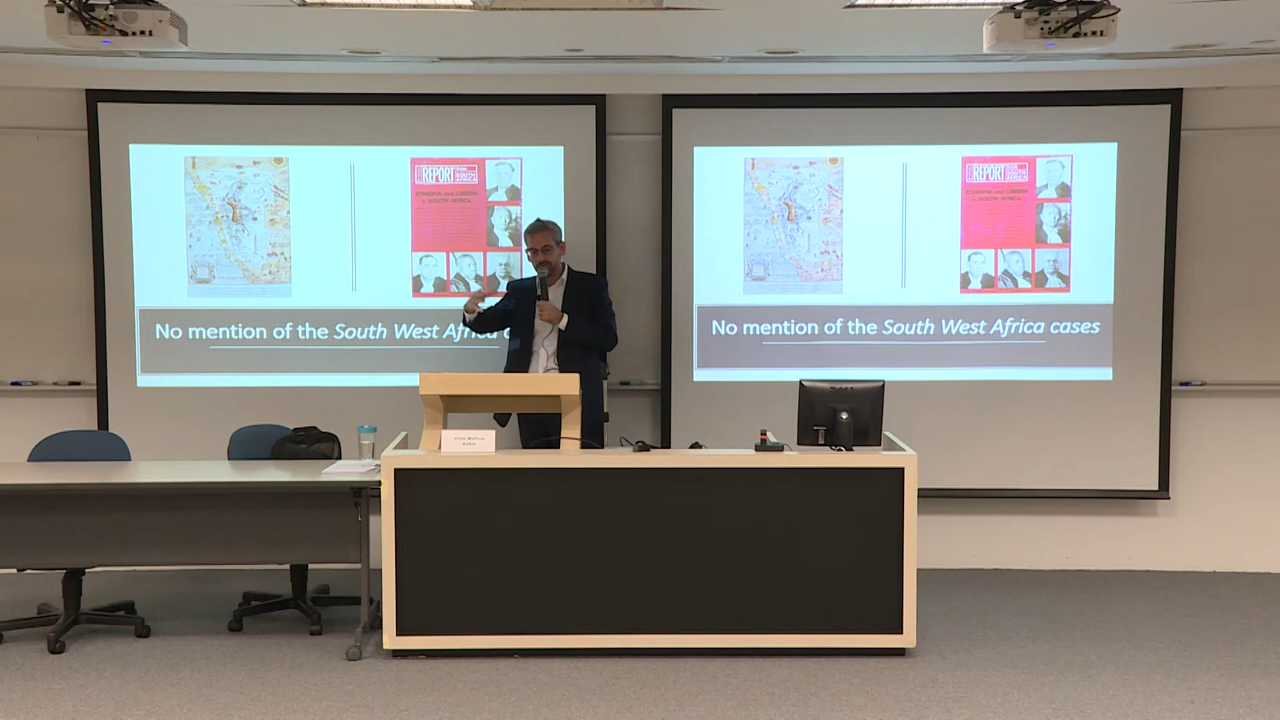 REPORT
SOUTH
AFRICA
ETHIOPIA and LIBERIA
v. SOUTH AFRICA
No mention of the South West Africa c
REPORT
SOUTH
AFRICA
ETHIOPIA and LIBERIA
v. SOUTH AFRICA
No mention of the South West Africa cases